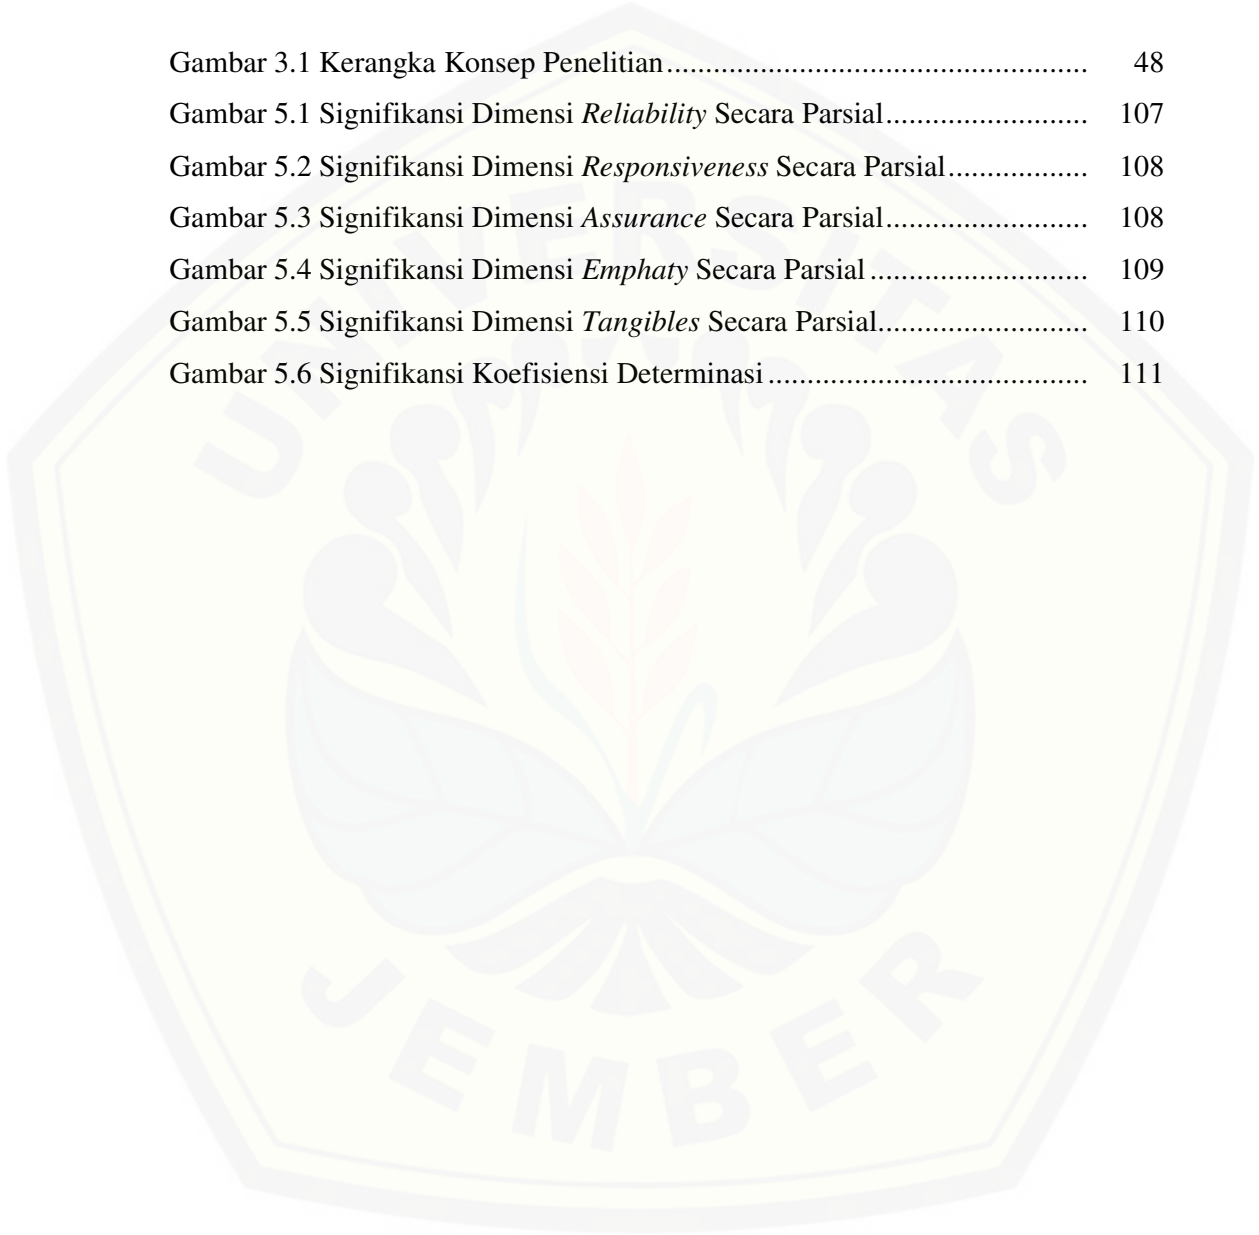 Gambar 3.1 Kerangka Konsep Penelitian....................................................... 48
Gambar 5.1 Signifikansi Dimensi Reliability Secara Parsial.......................... 107
Gambar 5.2 Signifikansi Dimensi Responsiveness Secara Parsial.................. 108
Gambar 5.3 Signifikansi Dimensi Assurance Secara Parsial.......................... 108
Gambar 5.4 Signifikansi Dimensi Emphaty Secara Parsial............................ 109
Gambar 5.5 Signifikansi Dimensi Tangibles Secara Parsial........................... 110
Gambar 5.6 Signifikansi Koefisiensi Determinasi......................................... 111
UNIVERSITAS
JEMBER